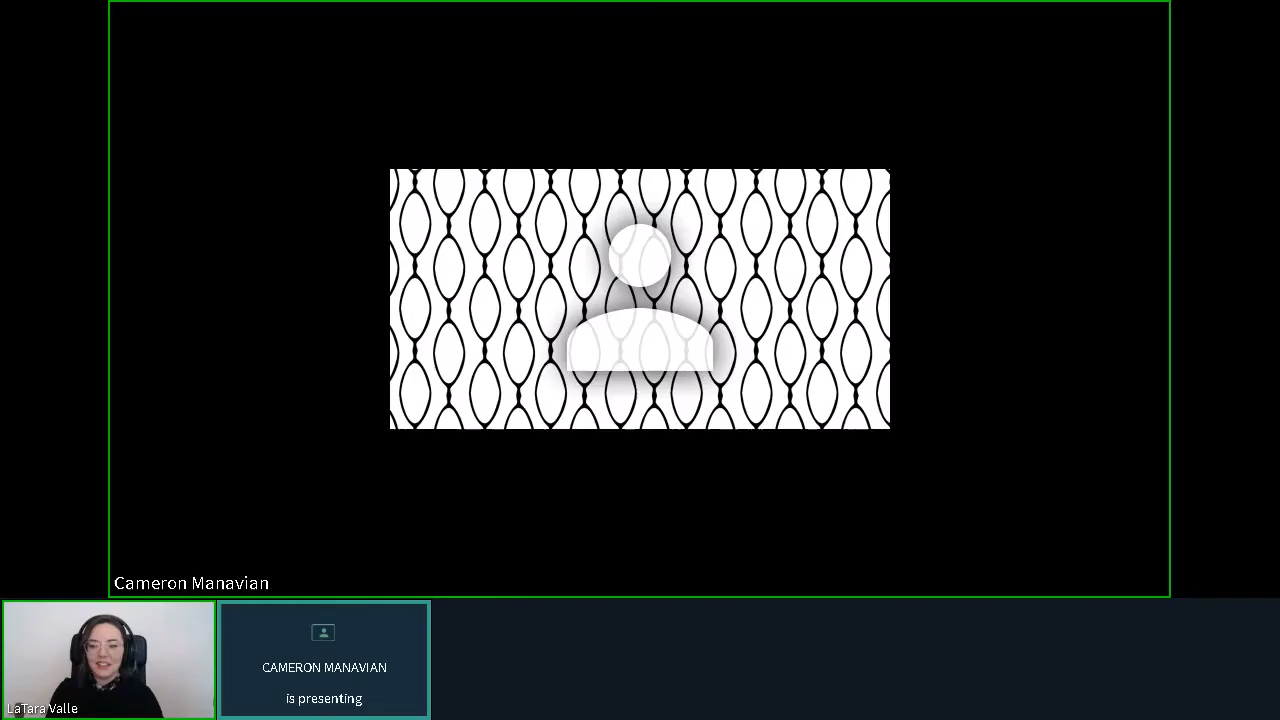 Cameron Manavian
LaTara Valle
CAMERON MANAVIAN
is presenting